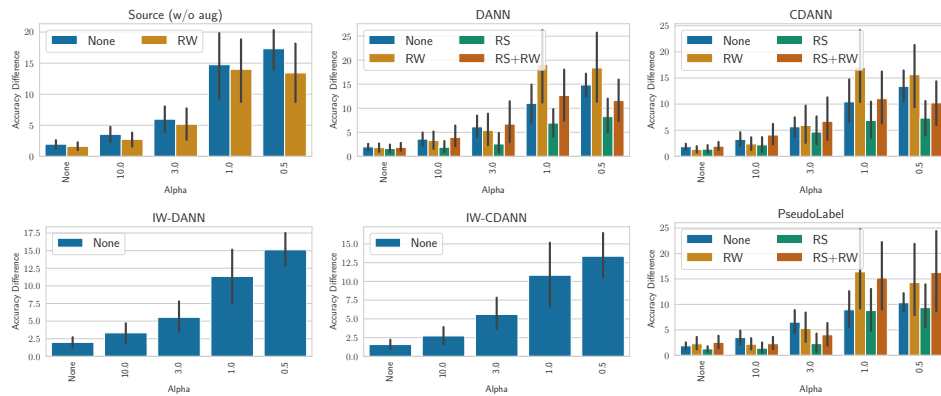 Source (w/o aug)
None RW
Accuracy Difference
20
15
10
5
0
None 10.0 3.0 1.0 0.5
Alpha
DANN
None RS
RW RS+RW
Accuracy Difference
25
20
15
10
5
0
None 10.0 3.0 1.0 0.5
Alpha
CDANN
None RS
RW RS+RW
Accuracy Difference
25
20
15
10
5
0
None 10.0 3.0 1.0 0.5
Alpha
IW-DANN
None
Accuracy Difference
17.5
15.0
12.5
10.0
7.5
5.0
2.5
0.0
None 10.0 3.0 1.0 0.5
Alpha
IW-CDANN
None
Accuracy Difference
15.0
12.5
10.0
7.5
5.0
2.5
0.0
None 10.0 3.0 1.0 0.5
Alpha
PseudoLabel
None RS
RW RS+RW
Accuracy Difference
25
20
15
10
5
0
None 10.0 3.0 1.0 0.5
Alpha